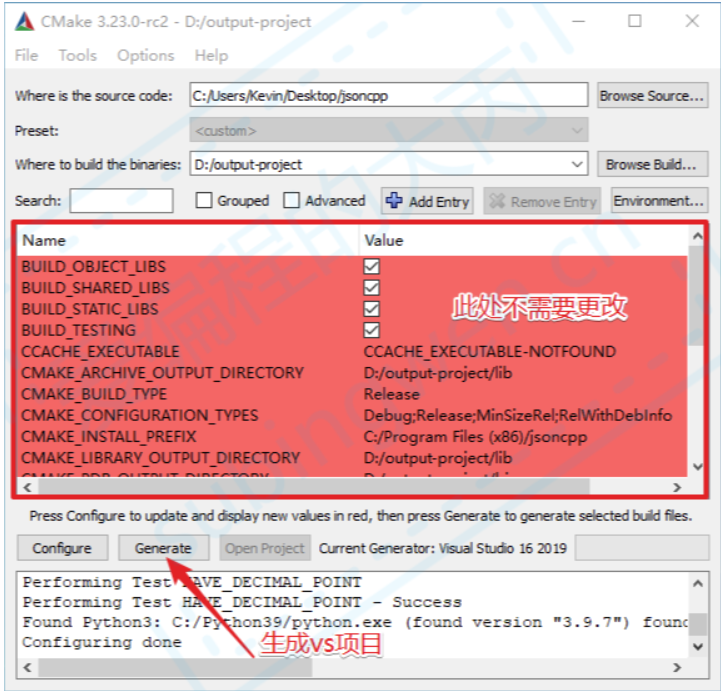 CMake 3.23.0-rc2 - D:/output-project
File Tools Options Help
Where is the source code: C:/Users/Kevin/Desktop/jsoncpp Browse Source...
Preset: <custom>
Where to build the binaries: D:/output-project Browse Build...
Search: Grouped Advanced Add Entry Remove Entry Environment...
Name Value
BUILD_OBJECT_LIBS
BUILD_SHARED_LIBS
BUILD_STATIC_LIBS
此处不需要更改
BUILD_TESTING
CCACHE_EXECUTABLE CCACHE_EXECUTABLE-NOTFOUND
CMAKE_ARCHIVE_OUTPUT_DIRECTORY D:/output-project/lib
CMAKE_BUILD_TYPE Release
CMAKE_CONFIGURATION_TYPES Debug;Release;MinSizeRel;RelWithDebInfo
CMAKE_INSTALL_PREFIX C:/Program Files (x86)/jsoncpp
CMAKE_LIBRARY_OUTPUT_DIRECTORY D:/output-project/lib
Press Configure to update and display new values in red, then press Generate to generate selected build files.
Configure Generate Open Project Current Generator: Visual Studio 16 2019
Performing Test HAVE_DECIMAL_POINT
Performing Test HAVE_DECIMAL_POINT - Success
Found Python3: C:/Python39/python.exe (found version "3.9.7") found
Configuring done
生成vs项目